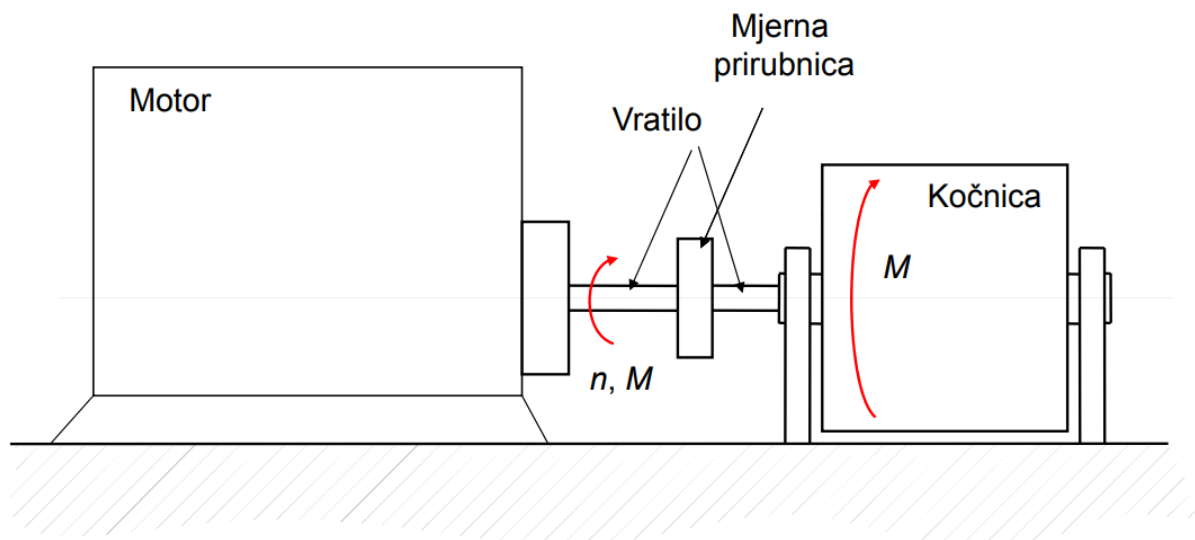 Mjerna
prirubnica
Motor
Vratilo
Kočnica
M
n, M